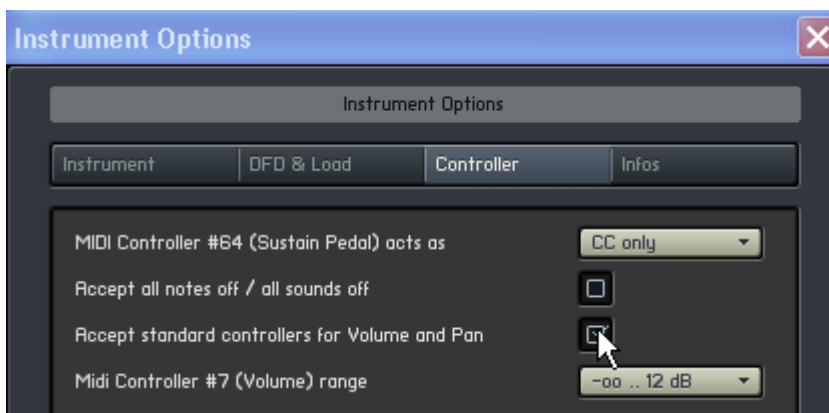 Instrument Options
Instrument Options
Instrument DFD & Load Controller Infos
MIDI Controller #64 (Sustain Pedal) acts as CC only
Accept all notes off / all sounds off
Accept standard controllers for Volume and Pan
Midi Controller #7 (Volume) range -oo .. 12 dB